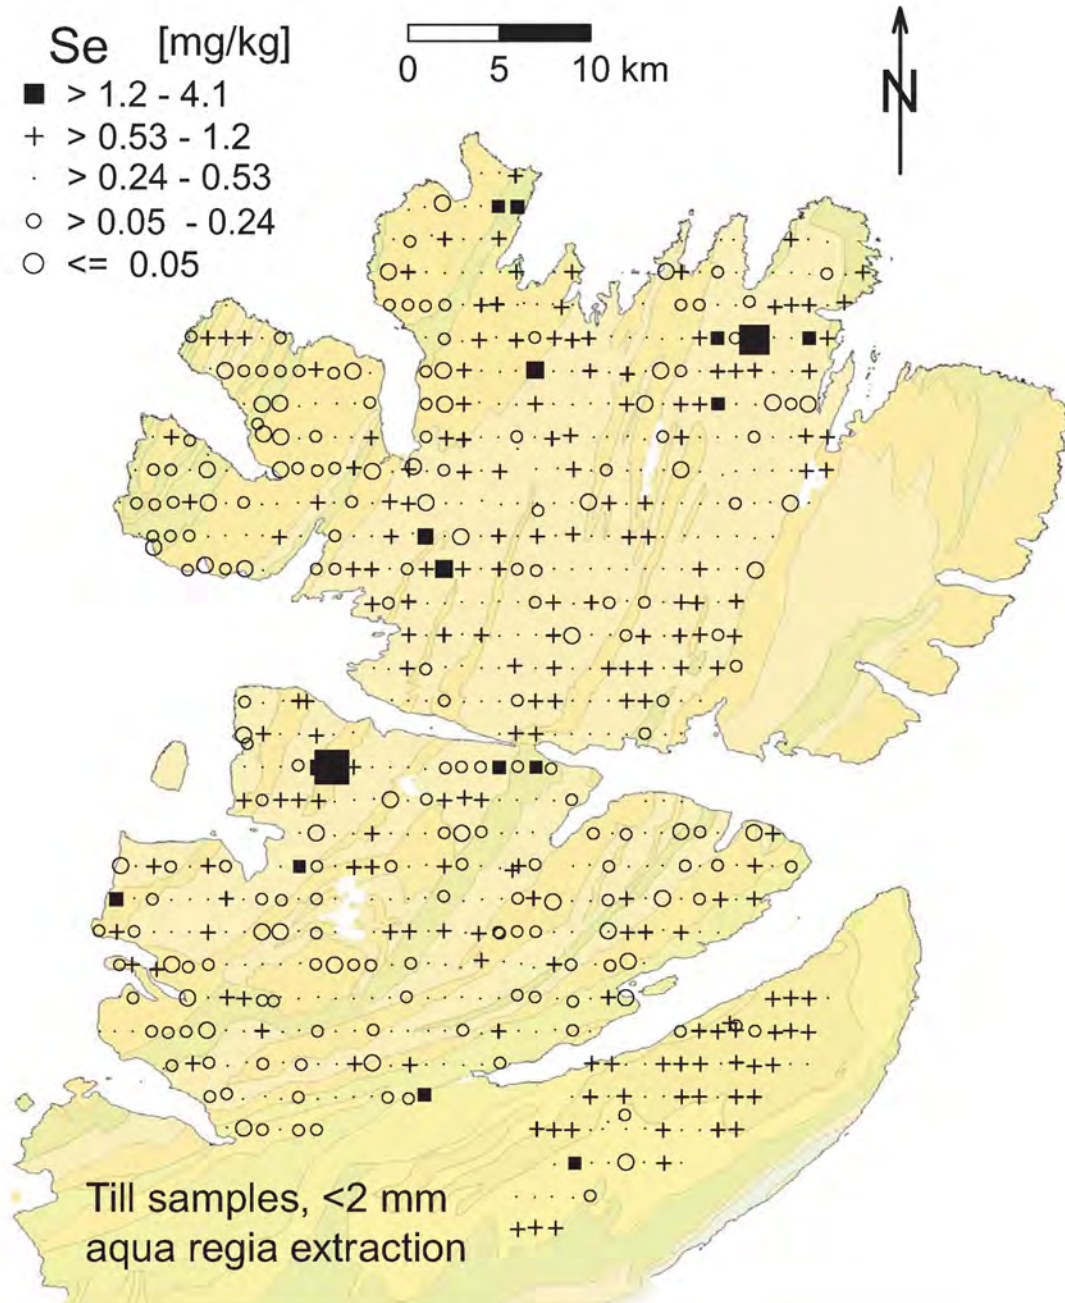 Se [mg/kg]
> 1.2 - 4.1
> 0.53 - 1.2
> 0.24 - 0.53
> 0.05 - 0.24
<= 0.05
0 5 10 km
N
Till samples, <2 mm
aqua regia extraction